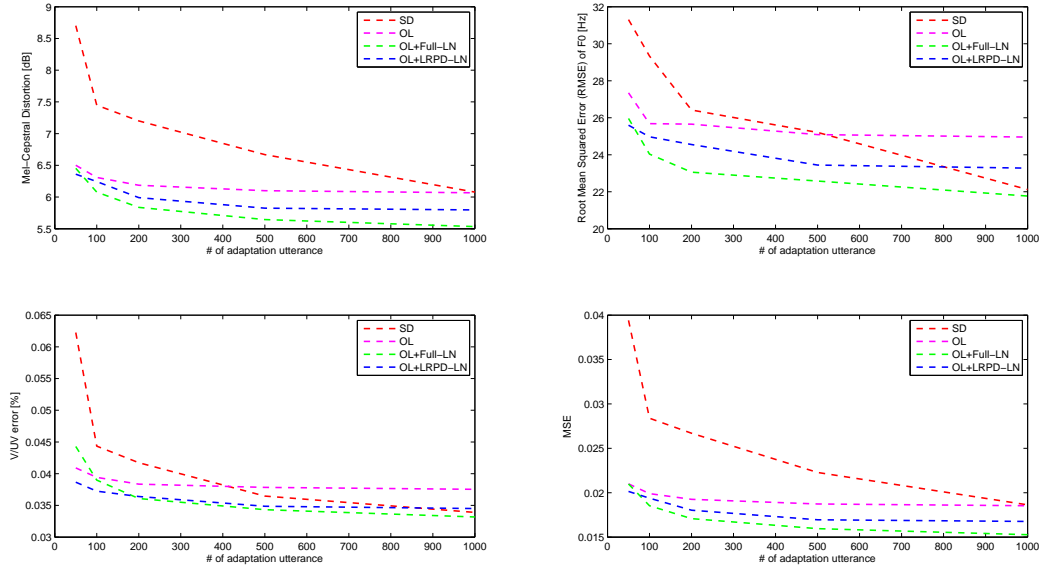 9
8.5
8
7.5
7
6.5
6
5.5
Mel−Cepstral Distortion [dB]
0 100 200 300 400 500 600 700 800 900 1000
# of adaptation utterance
SD
OL
OL+Full−LN
OL+LRPD−LN
32
30
28
26
24
22
20
Root Mean Squared Error (RMSE) of F0 [Hz]
0 100 200 300 400 500 600 700 800 900 1000
# of adaptation utterance
SD
OL
OL+Full−LN
OL+LRPD−LN
0.065
0.06
0.055
0.05
0.045
0.04
0.035
0.03
V/UV error [%]
0 100 200 300 400 500 600 700 800 900 1000
# of adaptation utterance
SD
OL
OL+Full−LN
OL+LRPD−LN
0.04
0.035
0.03
0.025
0.02
0.015
MSE
0 100 200 300 400 500 600 700 800 900 1000
# of adaptation utterance
SD
OL
OL+Full−LN
OL+LRPD−LN